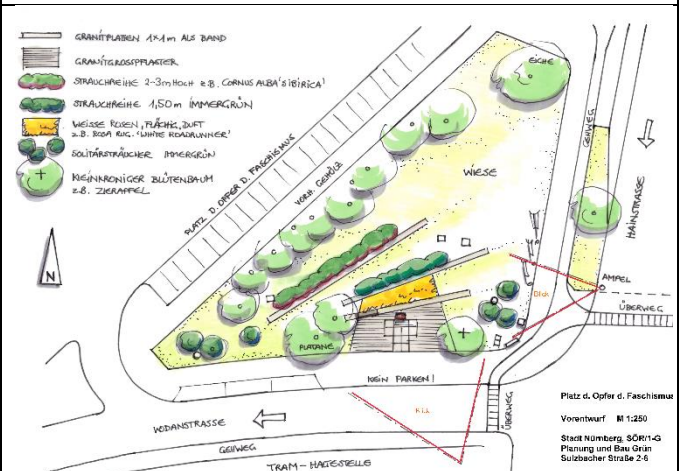 GRANITPLATTEN 1x1m ALS BAND
GRANITGROSSPFLASTER
STRAUCHREIHE 2-3m HOCH z.B. CORNUS ALBA 'SIBIRICA'
STRAUCHREIHE 1,50m IMMERGRÜN
WEISSE ROSEN, FLÄCHIG, DUFT
z.B. ROSA RUG. 'WHITE ROADRUNNER'
SOLITÄRSTRÄUCHER IMMERGRÜN
KLEINKRONIGER BLÜTENBAUM
z.B. ZIERAPFEL
N
PLATZ D. OPFER D. FASCHISMUS
VORH. GEHÖLZ
EICHE
WIESE
GEHWEG
HAINSTRASSE
AMPEL
ÜBERWEG
Blick
PLATANE
KEIN PARKEN!
ÜBERWEG
WODANSTRASSE
GEHWEG
TRAM-HALTESTELLE
Platz d. Opfer d. Faschismus
Vorentwurf M 1:250
Stadt Nürnberg, SÖR/1-G
Planung und Bau Grün
Sulzbacher Straße 2-6